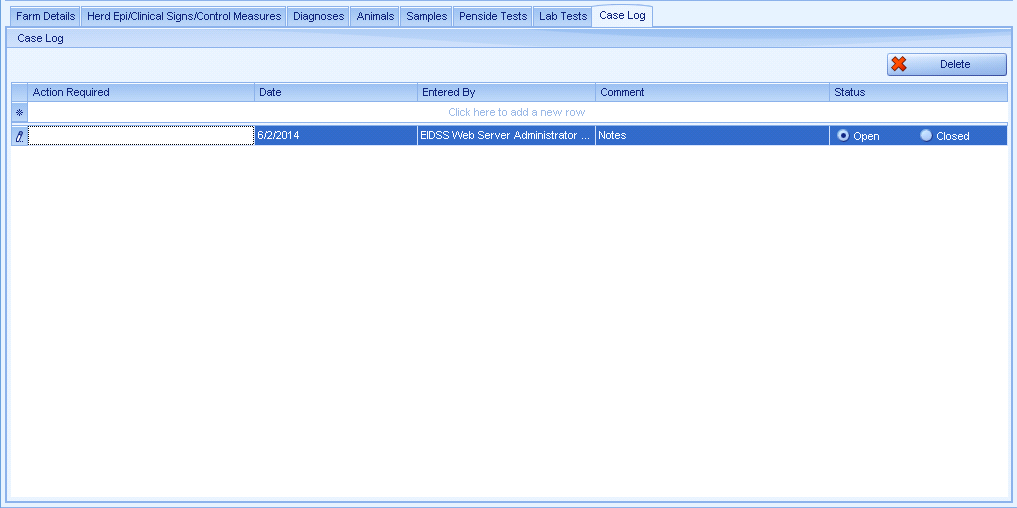 Farm Details Herd Epi/Clinical Signs/Control Measures Diagnoses Animals Samples Penside Tests Lab Tests Case Log
Case Log
Delete
Action Required Date Entered By Comment Status
Click here to add a new row
6/2/2014 EIDSS Web Server Administrator ... Notes Open Closed